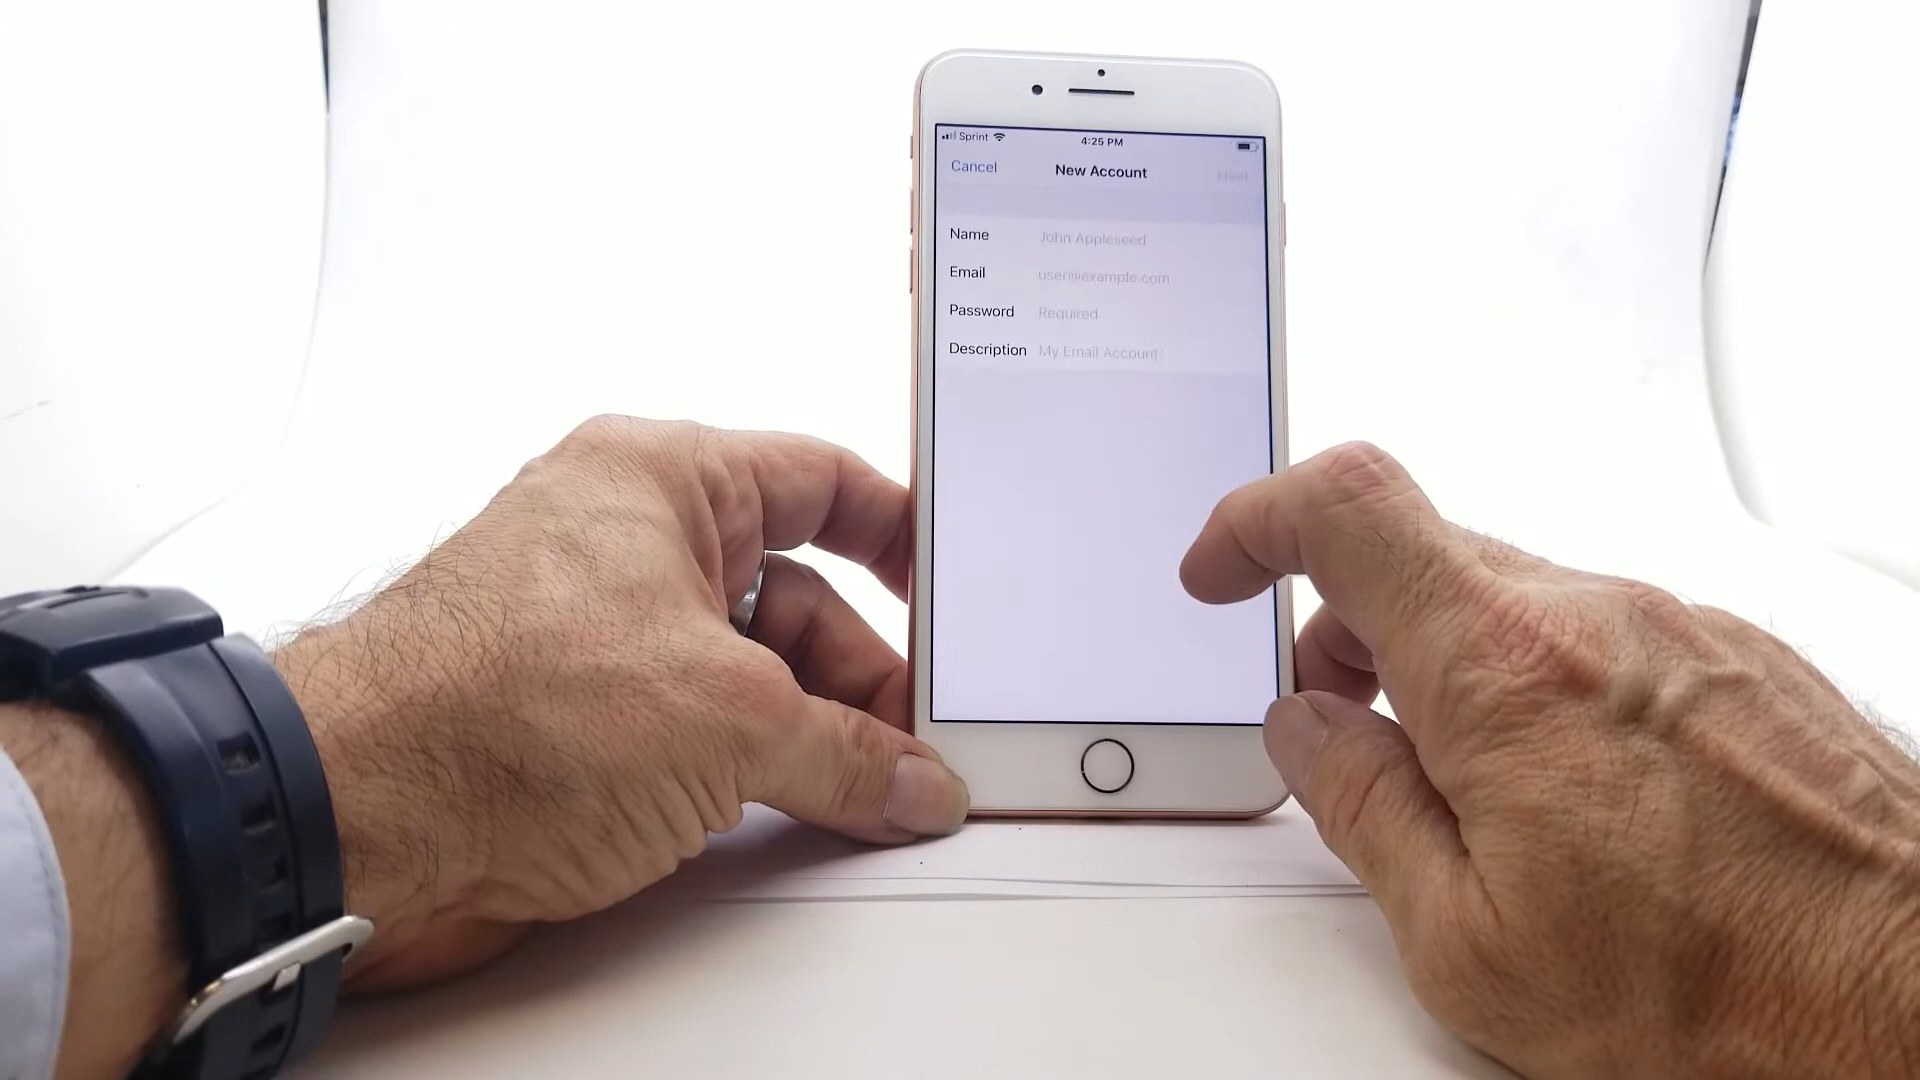 Sprint 4:25 PM
Cancel New Account Next
Name John Appleseed
Email user@example.com
Password Required
Description My Email Account